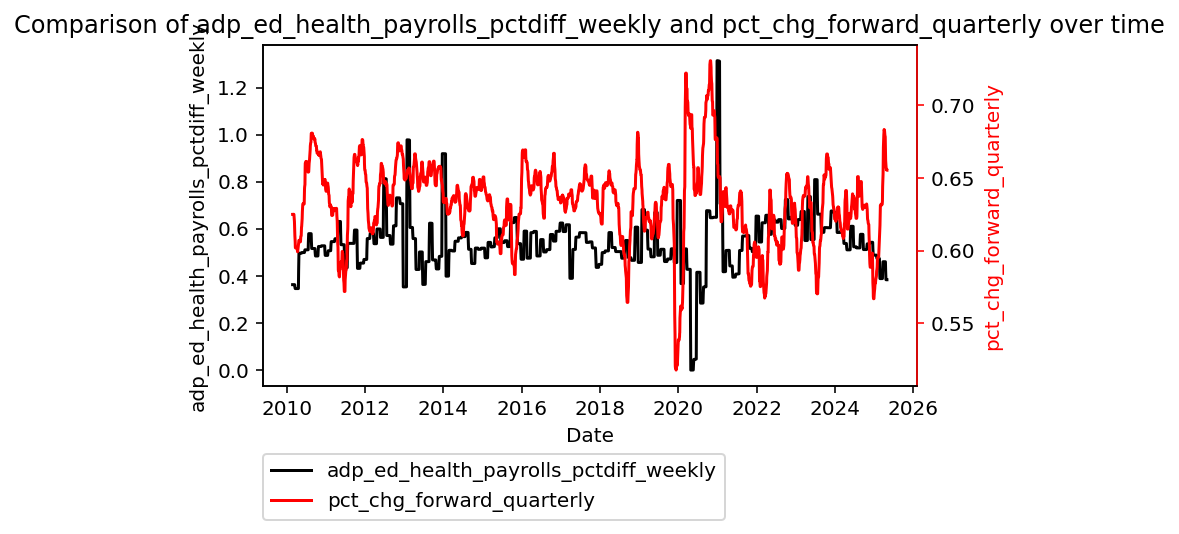 Comparison of adp_ed_health_payrolls_pctdiff_weekly and pct_chg_forward_quarterly over time
adp_ed_health_payrolls_pctdiff_weekly
1.2
1.0
0.8
0.6
0.4
0.2
0.0
0.70
0.65
0.60
0.55
pct_chg_forward_quarterly
2010 2012 2014 2016 2018 2020 2022 2024 2026
Date
adp_ed_health_payrolls_pctdiff_weekly
pct_chg_forward_quarterly